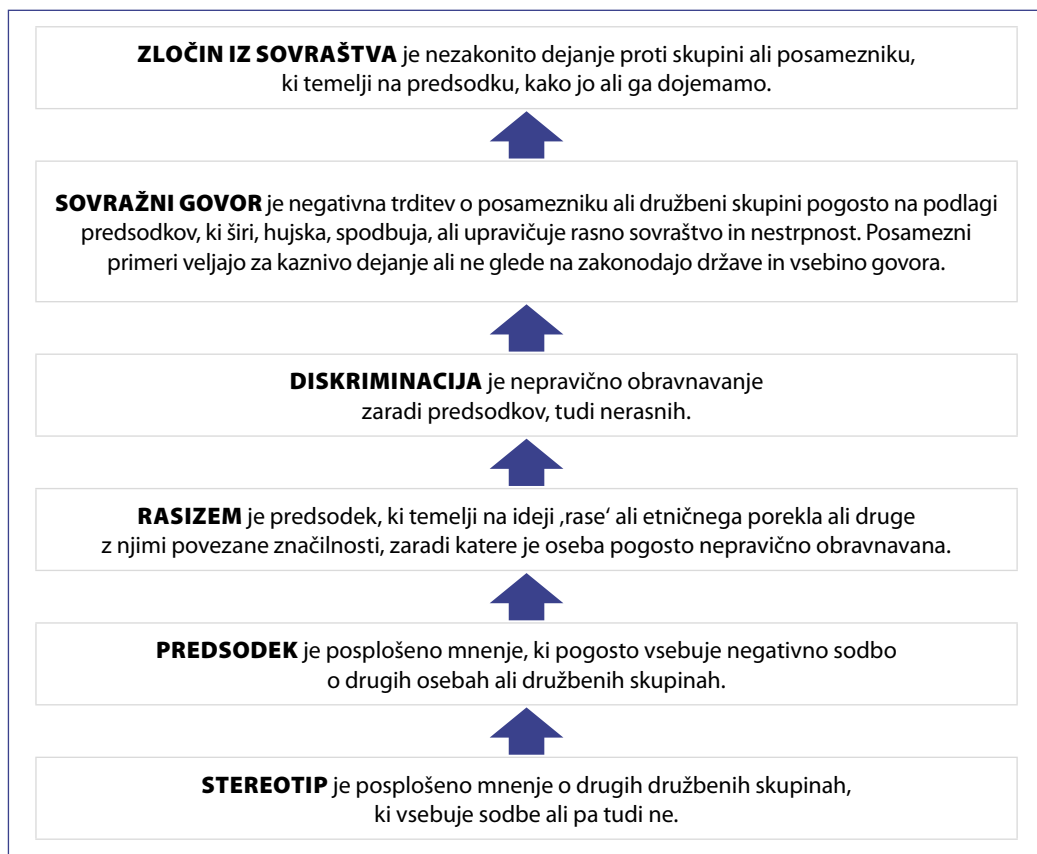 ZLOČIN IZ SOVRAŠTVA je nezakonito dejanje proti skupini ali posamezniku,
ki temelji na predsodku, kako jo ali ga dojemamo.
SOVRAŽNI GOVOR je negativna trditev o posamezniku ali družbeni skupini pogosto na podlagi
predsodkov, ki širi, hujska, spodbuja, ali upravičuje rasno sovraštvo in nestrpnost. Posamezni
primeri veljajo za kaznivo dejanje ali ne glede na zakonodajo države in vsebino govora.
DISKRIMINACIJA je nepravično obravnavanje
zaradi predsodkov, tudi nerasnih.
RASIZEM je predsodek, ki temelji na ideji ‚rase‘ ali etničnega porekla ali druge
z njimi povezane značilnosti, zaradi katere je oseba pogosto nepravično obravnavana.
PREDSODEK je posplošeno mnenje, ki pogosto vsebuje negativno sodbo
o drugih osebah ali družbenih skupinah.
STEREOTIP je posplošeno mnenje o drugih družbenih skupinah,
ki vsebuje sodbe ali pa tudi ne.